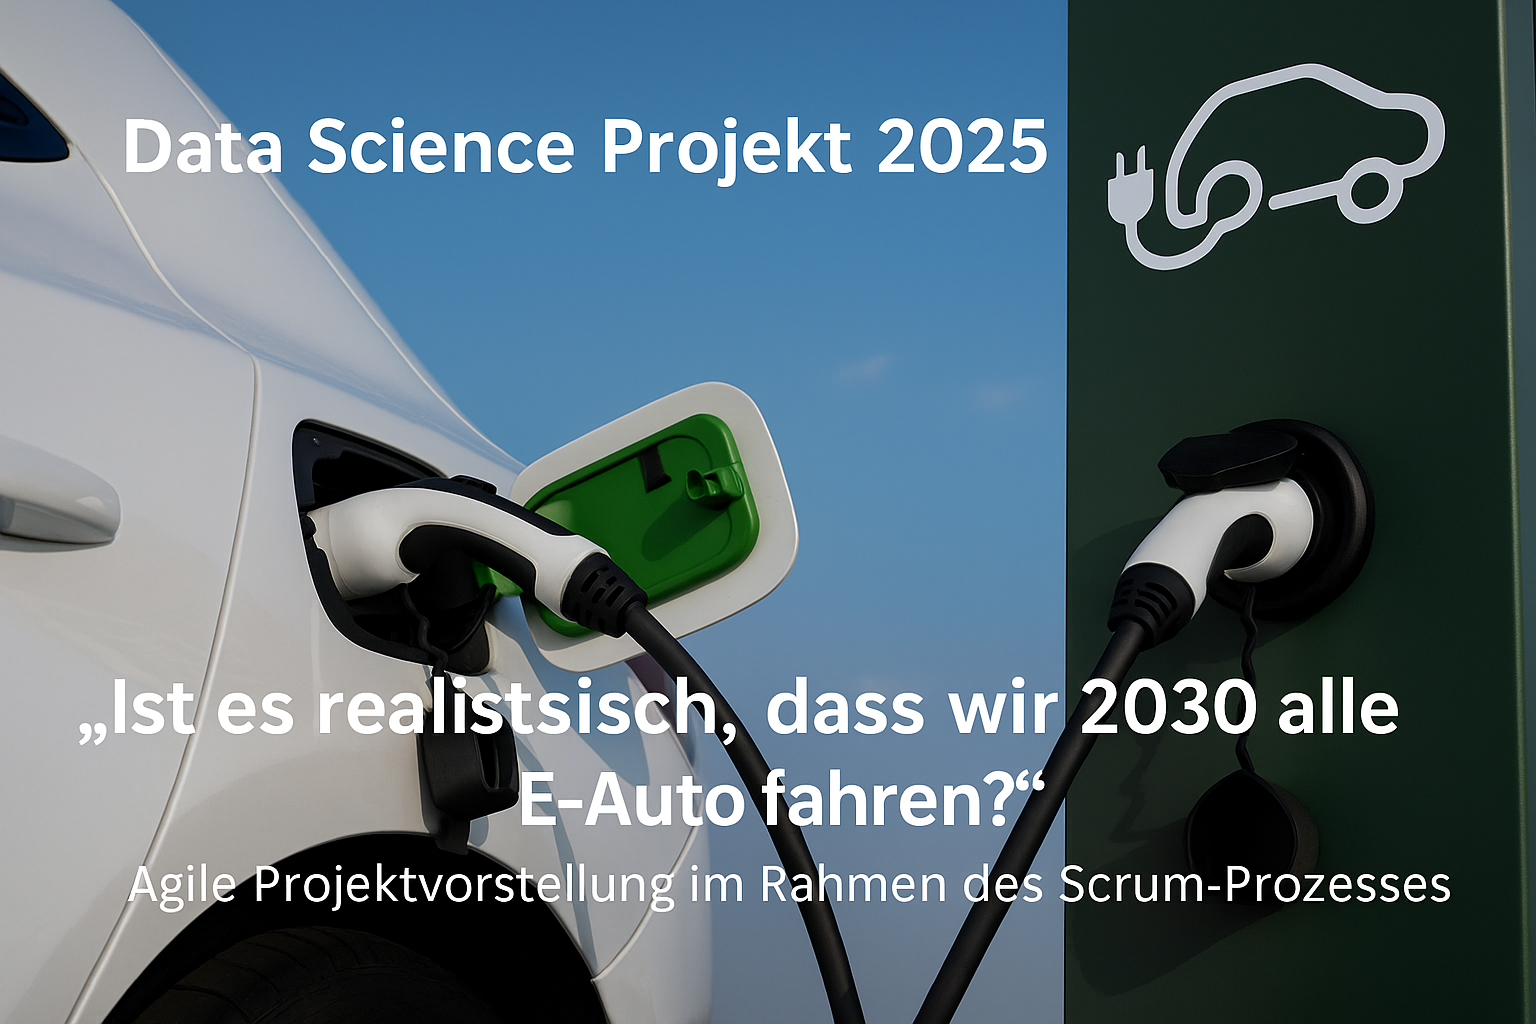 Data Science Projekt 2025
„Ist es realistsisch, dass wir 2030 alle
E-Auto fahren?“
Agile Projektvorstellung im Rahmen des Scrum-Prozesses